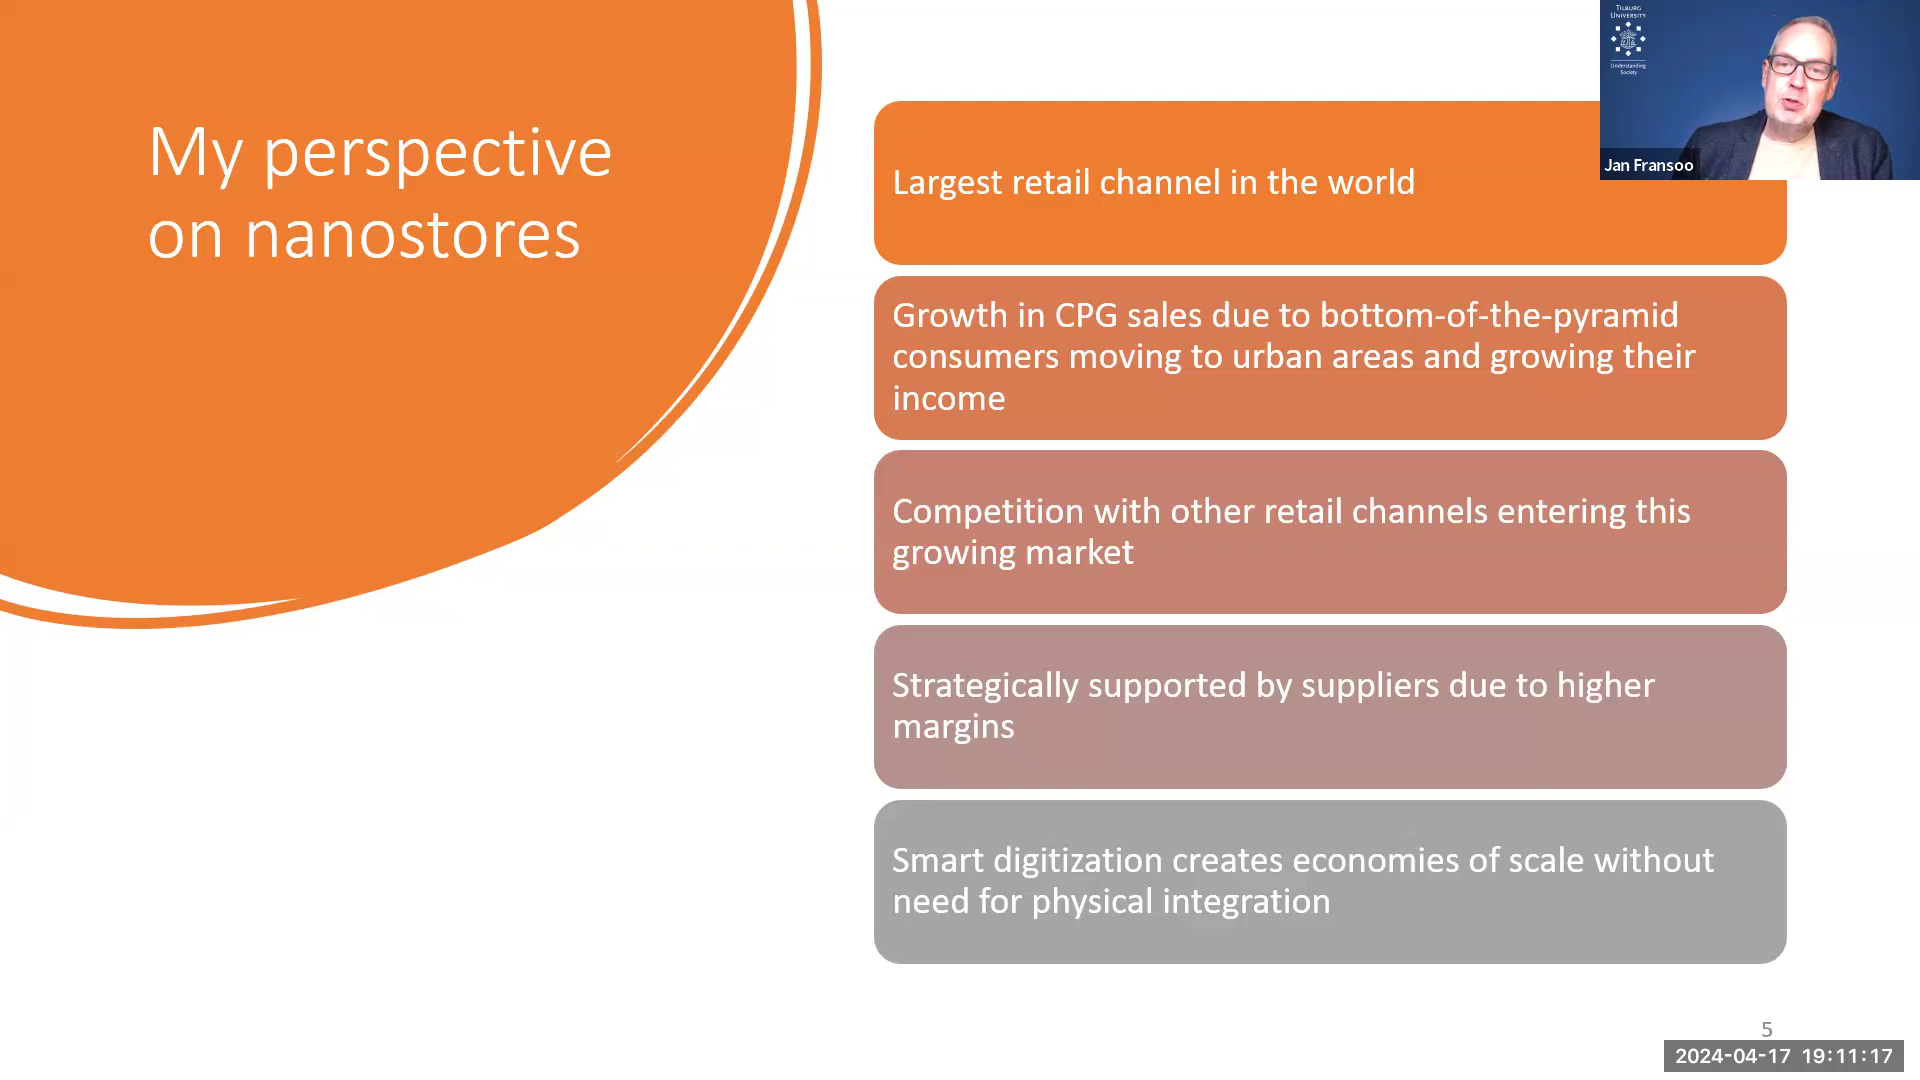 My perspective
on nanostores
Largest retail channel in the world
Growth in CPG sales due to bottom-of-the-pyramid
consumers moving to urban areas and growing their
income
Competition with other retail channels entering this
growing market
Strategically supported by suppliers due to higher
margins
Smart digitization creates economies of scale without
need for physical integration
TILBURG
UNIVERSITY
Understanding
Society
Jan Fransoo
5
2024-04-17 19:11:17